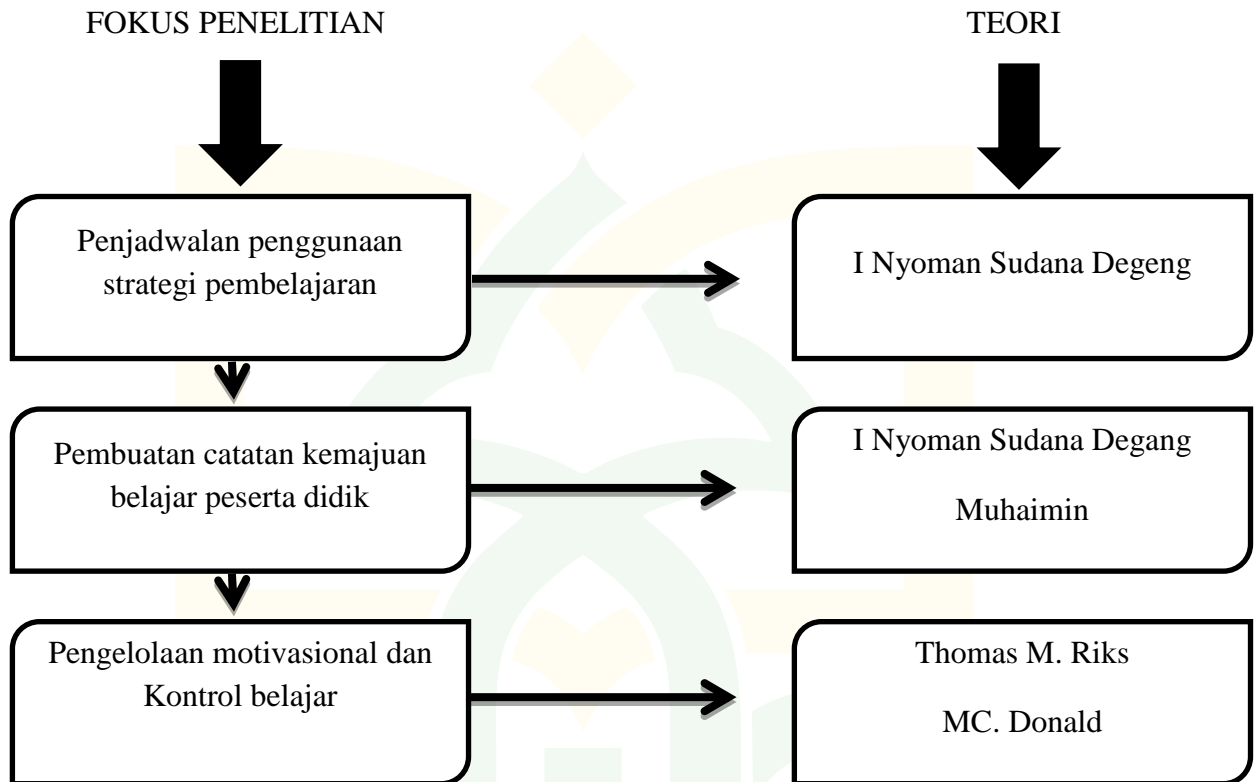 FOKUS PENELITIAN
TEORI
Penjadwalan penggunaan
strategi pembelajaran
I Nyoman Sudana Degeng
Pembuatan catatan kemajuan
belajar peserta didik
I Nyoman Sudana Degang
Muhaimin
Pengelolaan motivasional dan
Kontrol belajar
Thomas M. Riks
MC. Donald